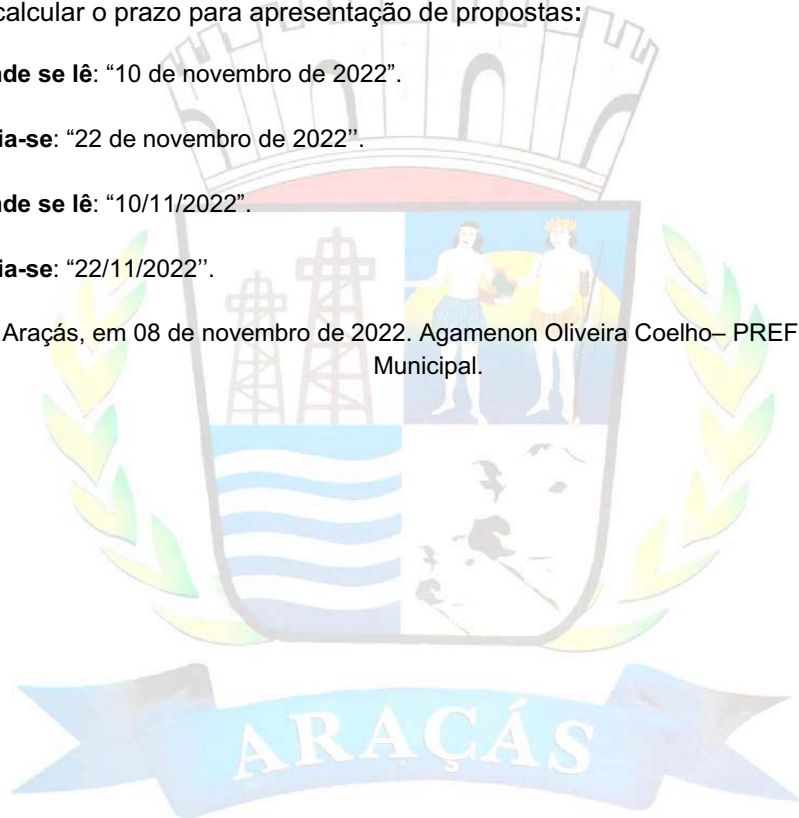 calcular o prazo para apresentação de propostas:
nde se lê: “10 de novembro de 2022”.
ia-se: “22 de novembro de 2022’’.
nde se lê: “10/11/2022”.
ia-se: “22/11/2022’’.
Araçás, em 08 de novembro de 2022. Agamenon Oliveira Coelho– PREF
Municipal.
ARAÇÁS